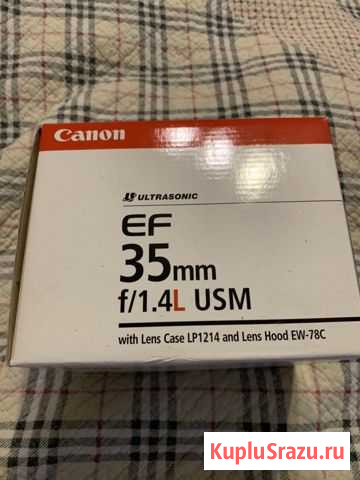 Canon
ULTRASONIC
EF
35mm
f/1.4L USM
with Lens Case LP1214 and Lens Hood EW-78C
KupluSrazu.ru